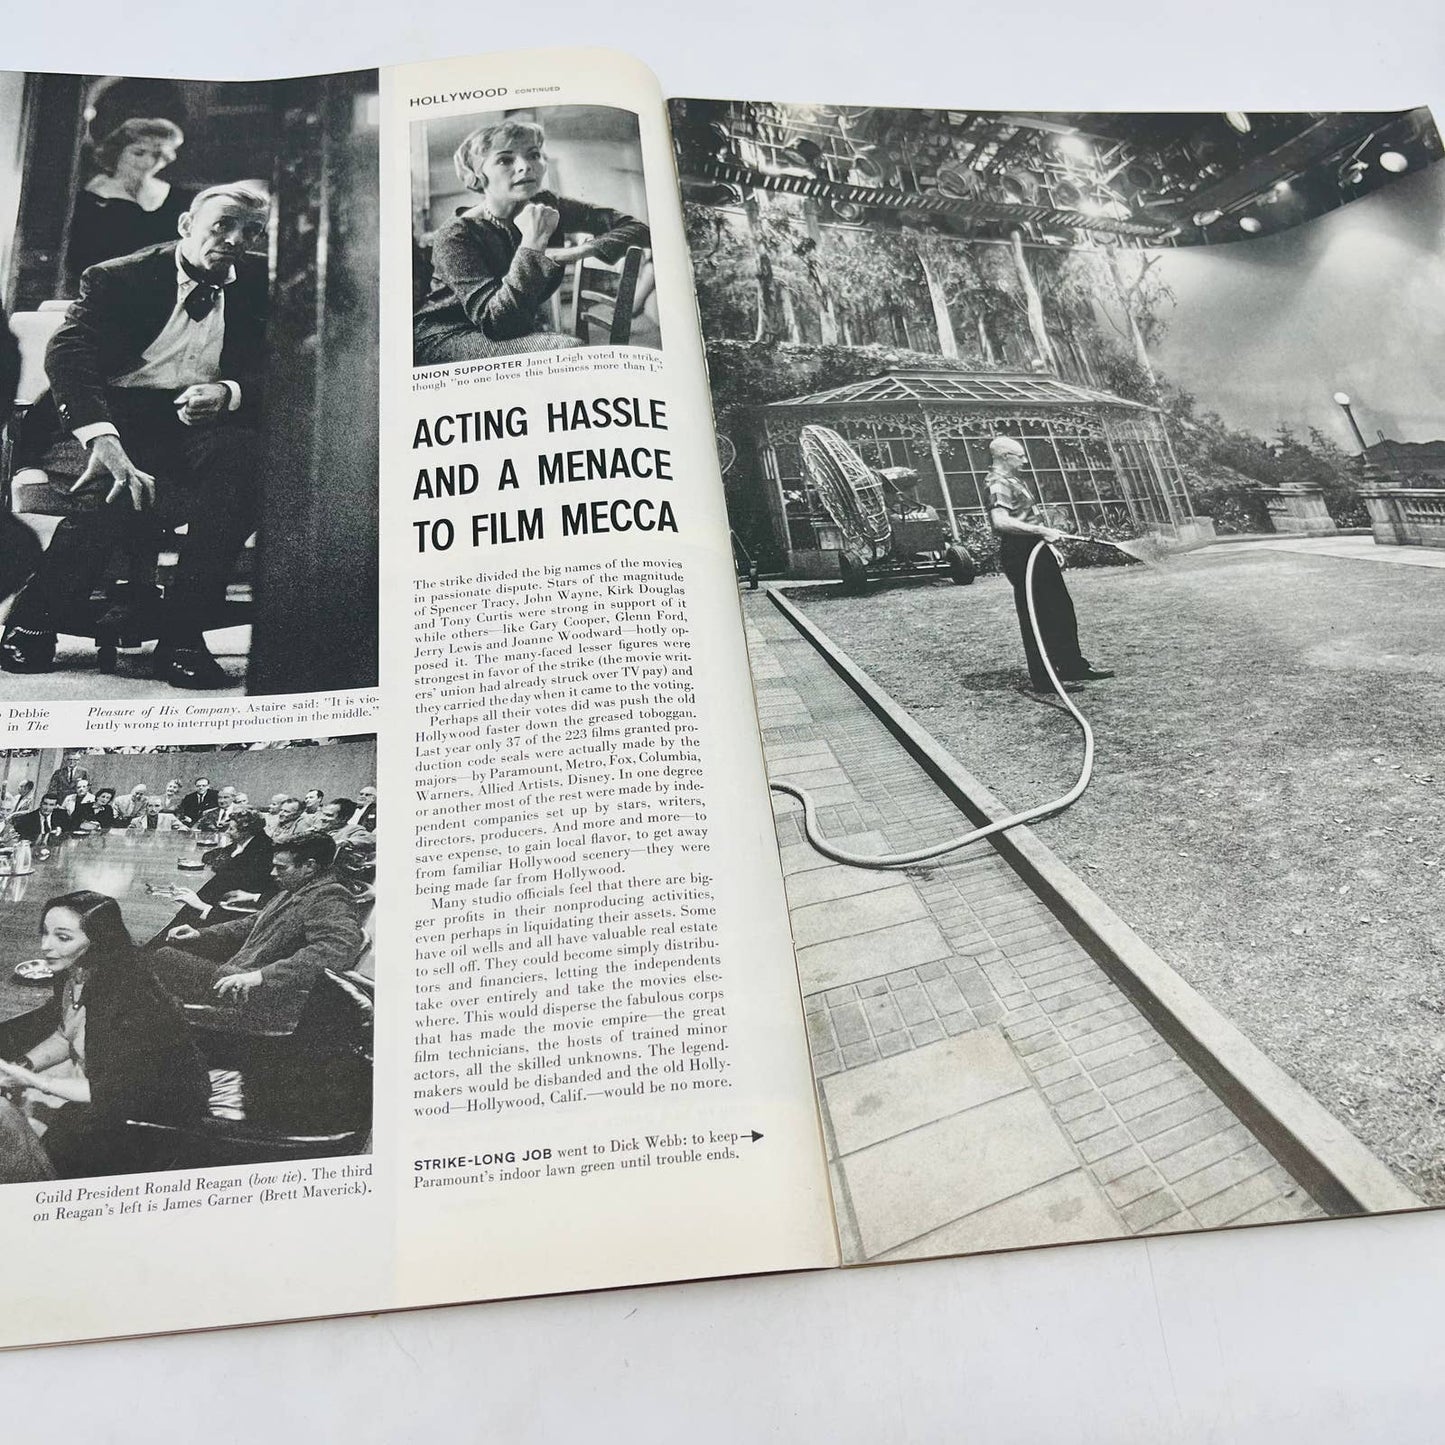 Debbie
in The
Pleasure of His Company. Astaire said: "It is vio-
lently wrong to interrupt production in the middle."
Guild President Ronald Reagan (bow tie). The third
on Reagan's left is James Garner (Brett Maverick).
HOLLYWOOD CONTINUED
UNION SUPPORTER Janet Leigh voted to strike,
though "no one loves this business more than I."
ACTING HASSLE
AND A MENACE
TO FILM MECCA
The strike divided the big names of the movies
in passionate dispute. Stars of the magnitude
of Spencer Tracy, John Wayne, Kirk Douglas
and Tony Curtis were strong in support of it
while others—like Gary Cooper, Glenn Ford,
Jerry Lewis and Joanne Woodward—hotly op-
posed it. The many-faced lesser figures were
strongest in favor of the strike (the movie writ-
ers' union had already struck over TV pay) and
they carried the day when it came to the voting.
Perhaps all their votes did was push the old
Hollywood faster down the greased toboggan.
Last year only 37 of the 223 films granted pro-
duction code seals were actually made by the
majors—by Paramount, Metro, Fox, Columbia,
Warners, Allied Artists, Disney. In one degree
or another most of the rest were made by inde-
pendent companies set up by stars, writers,
directors, producers. And more and more—to
save expense, to gain local flavor, to get away
from familiar Hollywood scenery—they were
being made far from Hollywood.
Many studio officials feel that there are big-
ger profits in their nonproducing activities,
even perhaps in liquidating their assets. Some
have oil wells and all have valuable real estate
to sell off. They could become simply distribu-
tors and financiers, letting the independents
take over entirely and take the movies else-
where. This would disperse the fabulous corps
that has made the movie empire—the great
film technicians, the hosts of trained minor
actors, all the skilled unknowns. The legend-
makers would be disbanded and the old Holly-
wood—Hollywood, Calif.—would be no more.
STRIKE-LONG JOB went to Dick Webb: to keep→
Paramount's indoor lawn green until trouble ends.